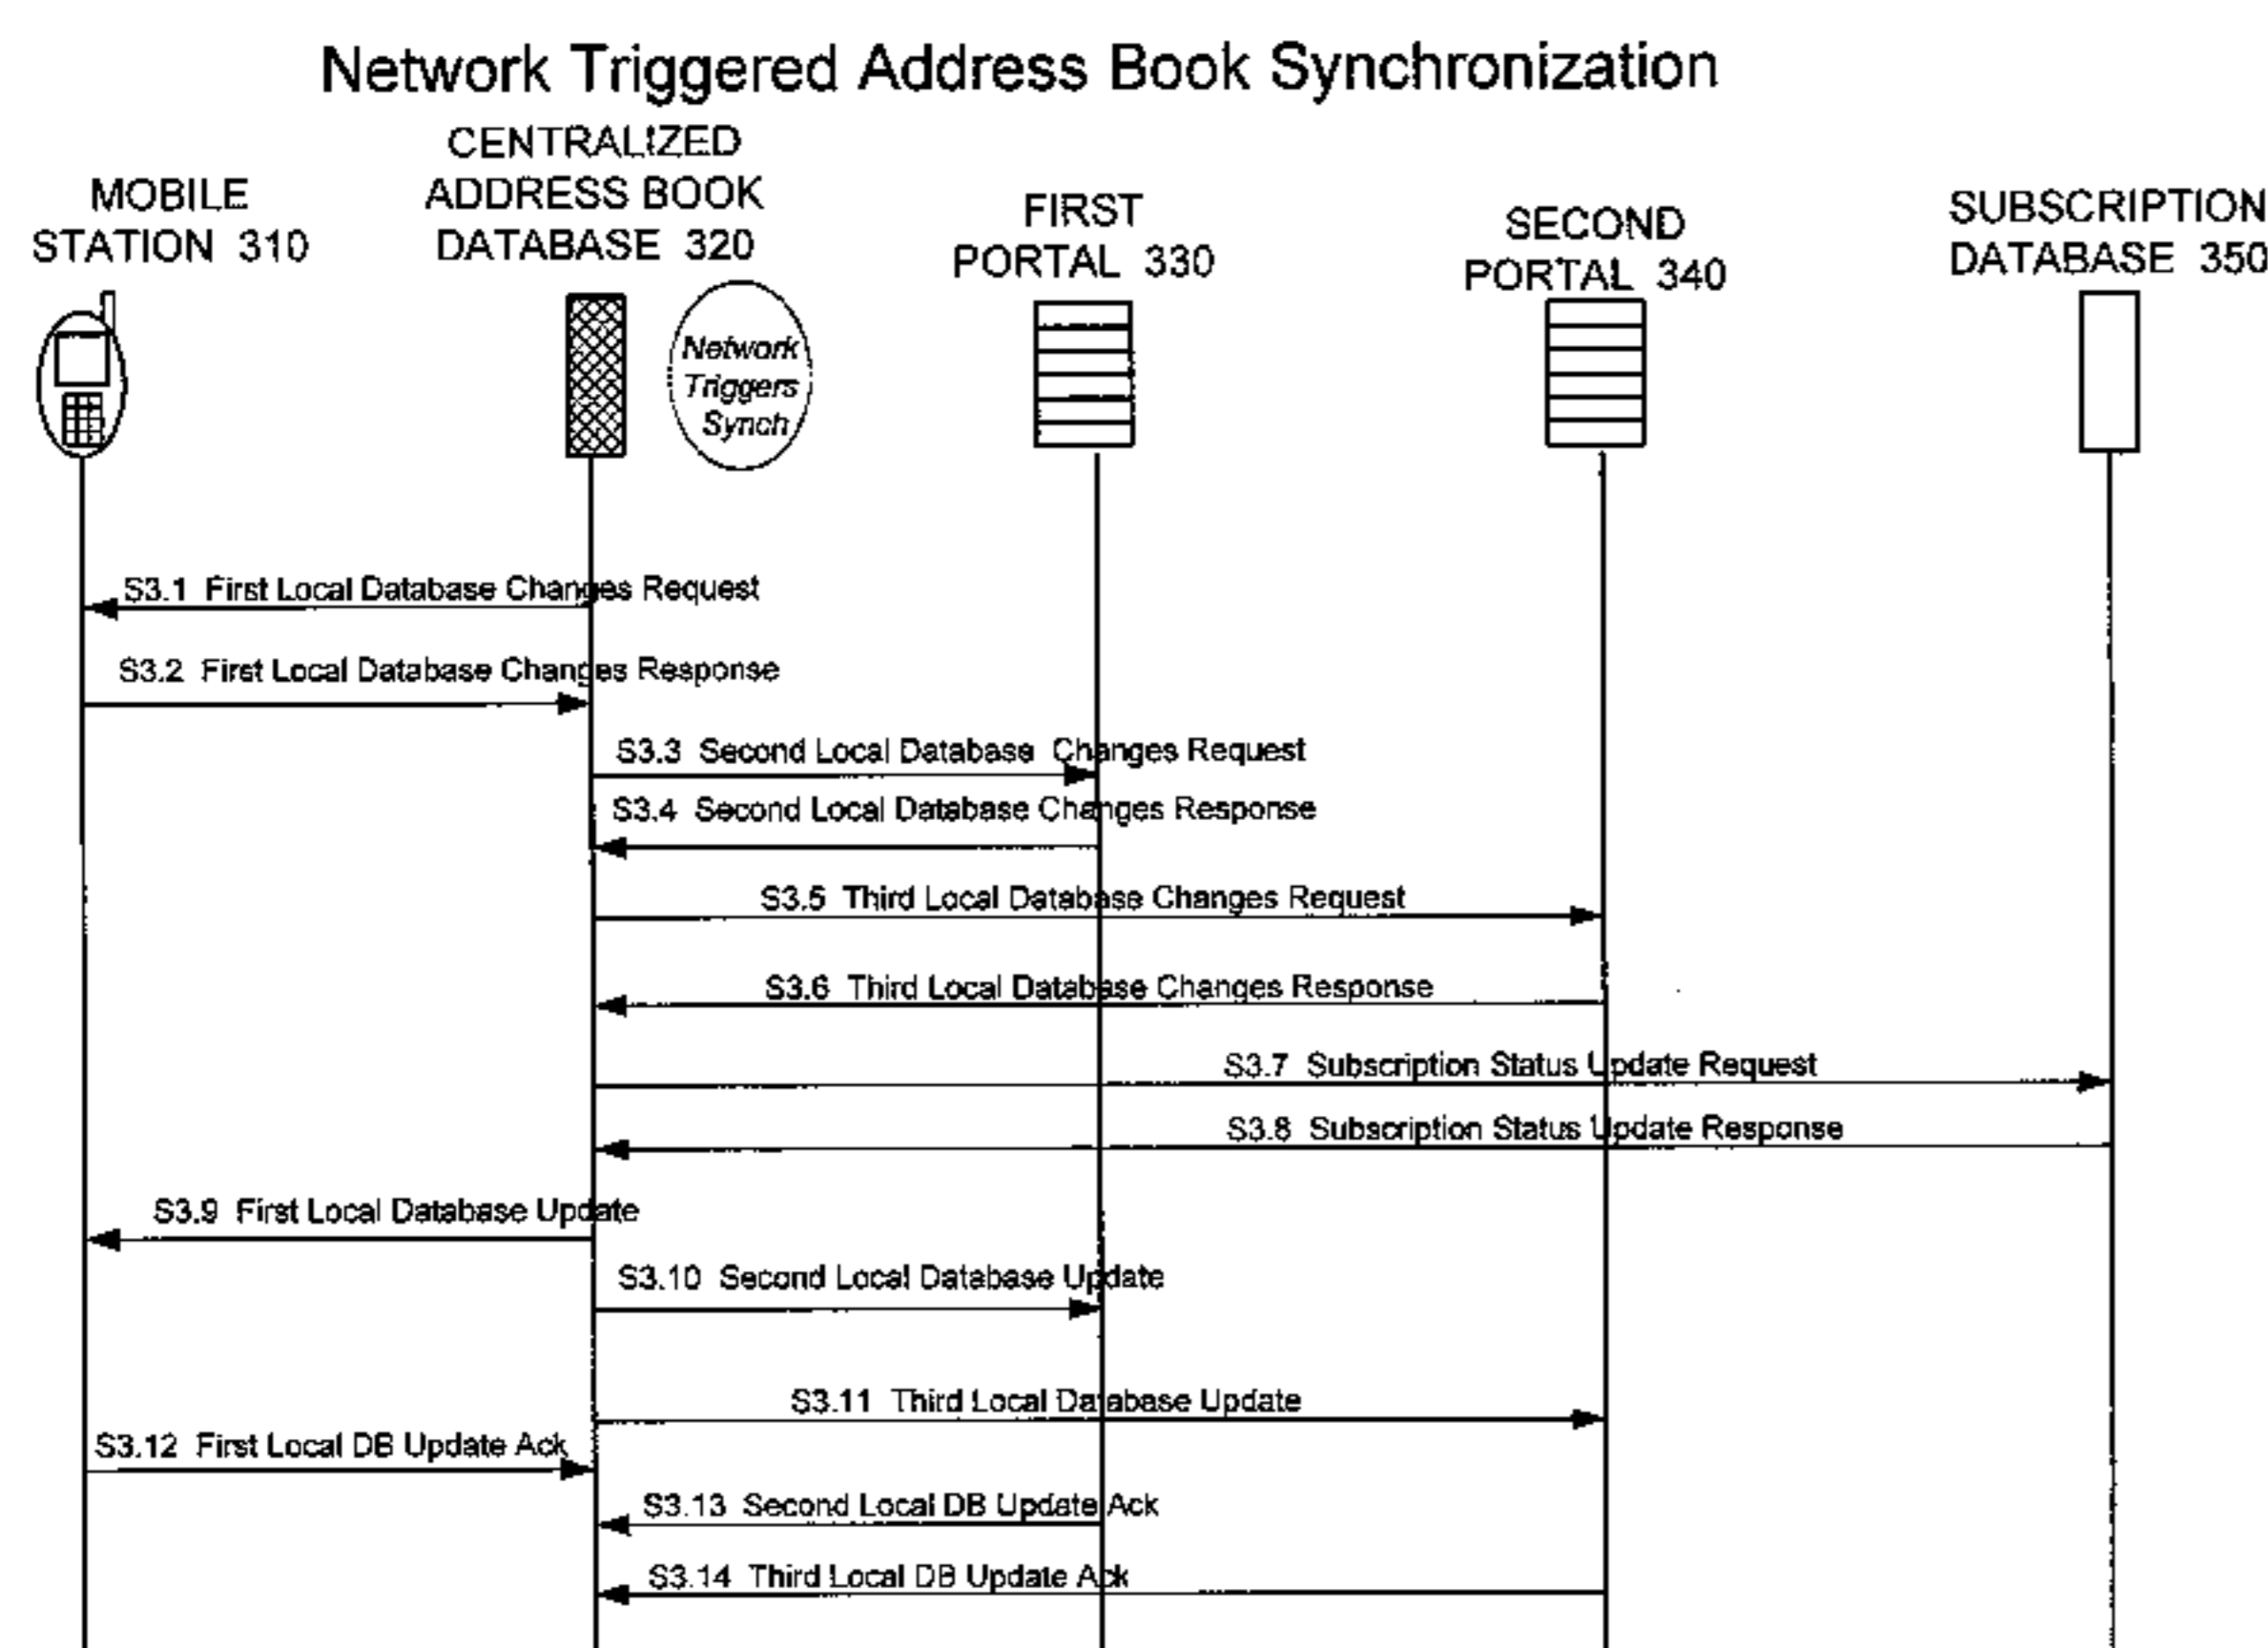 Network Triggered Address Book Synchronization
MOBILE
STATION 310
CENTRALIZED
ADDRESS BOOK
DATABASE 320
FIRST
PORTAL 330
SECOND
PORTAL 340
SUBSCRIPTION
DATABASE 350
Network
Triggers
Synch
S3.1 First Local Database Changes Request
S3.2 First Local Database Changes Response
S3.3 Second Local Database Changes Request
S3.4 Second Local Database Changes Response
S3.5 Third Local Database Changes Request
S3.6 Third Local Database Changes Response
S3.7 Subscription Status Update Request
S3.8 Subscription Status Update Response
S3.9 First Local Database Update
S3.10 Second Local Database Update
S3.11 Third Local Database Update
S3.12 First Local DB Update Ack
S3.13 Second Local DB Update Ack
S3.14 Third Local DB Update Ack